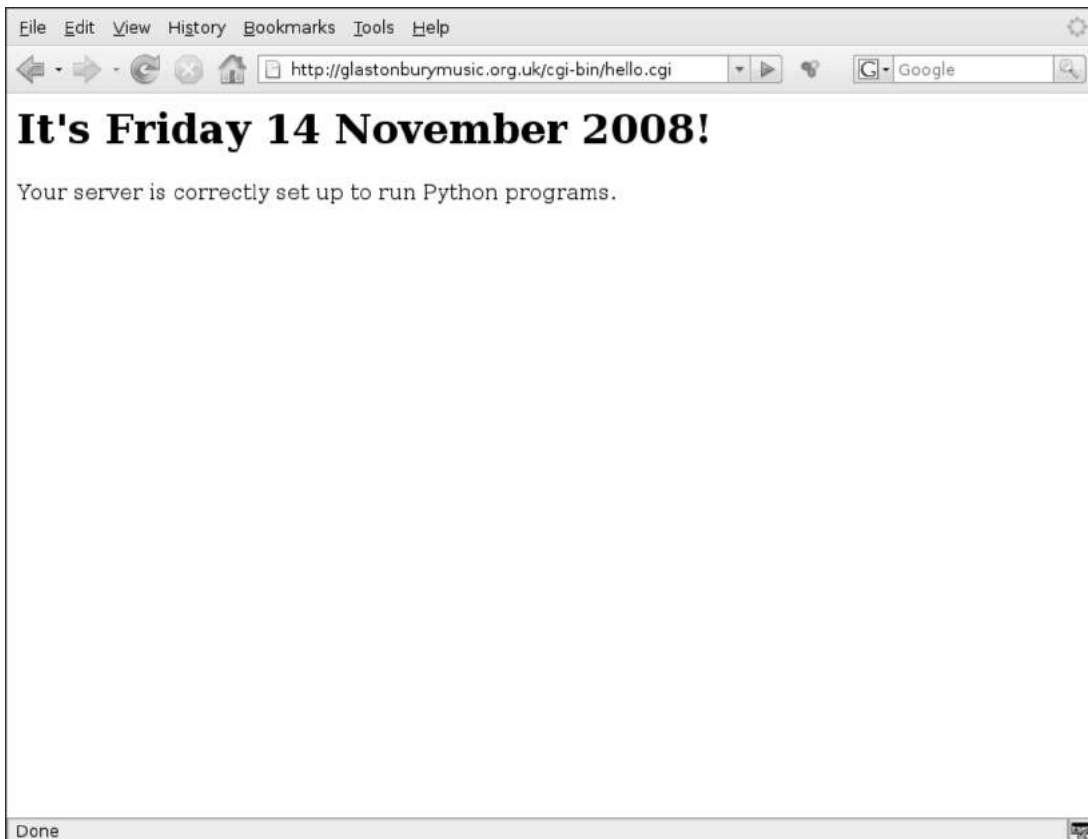 File Edit View History Bookmarks Tools Help
http://glastonburymusic.org.uk/cgi-bin/hello.cgi G Google
It's Friday 14 November 2008!
Your server is correctly set up to run Python programs.
Done